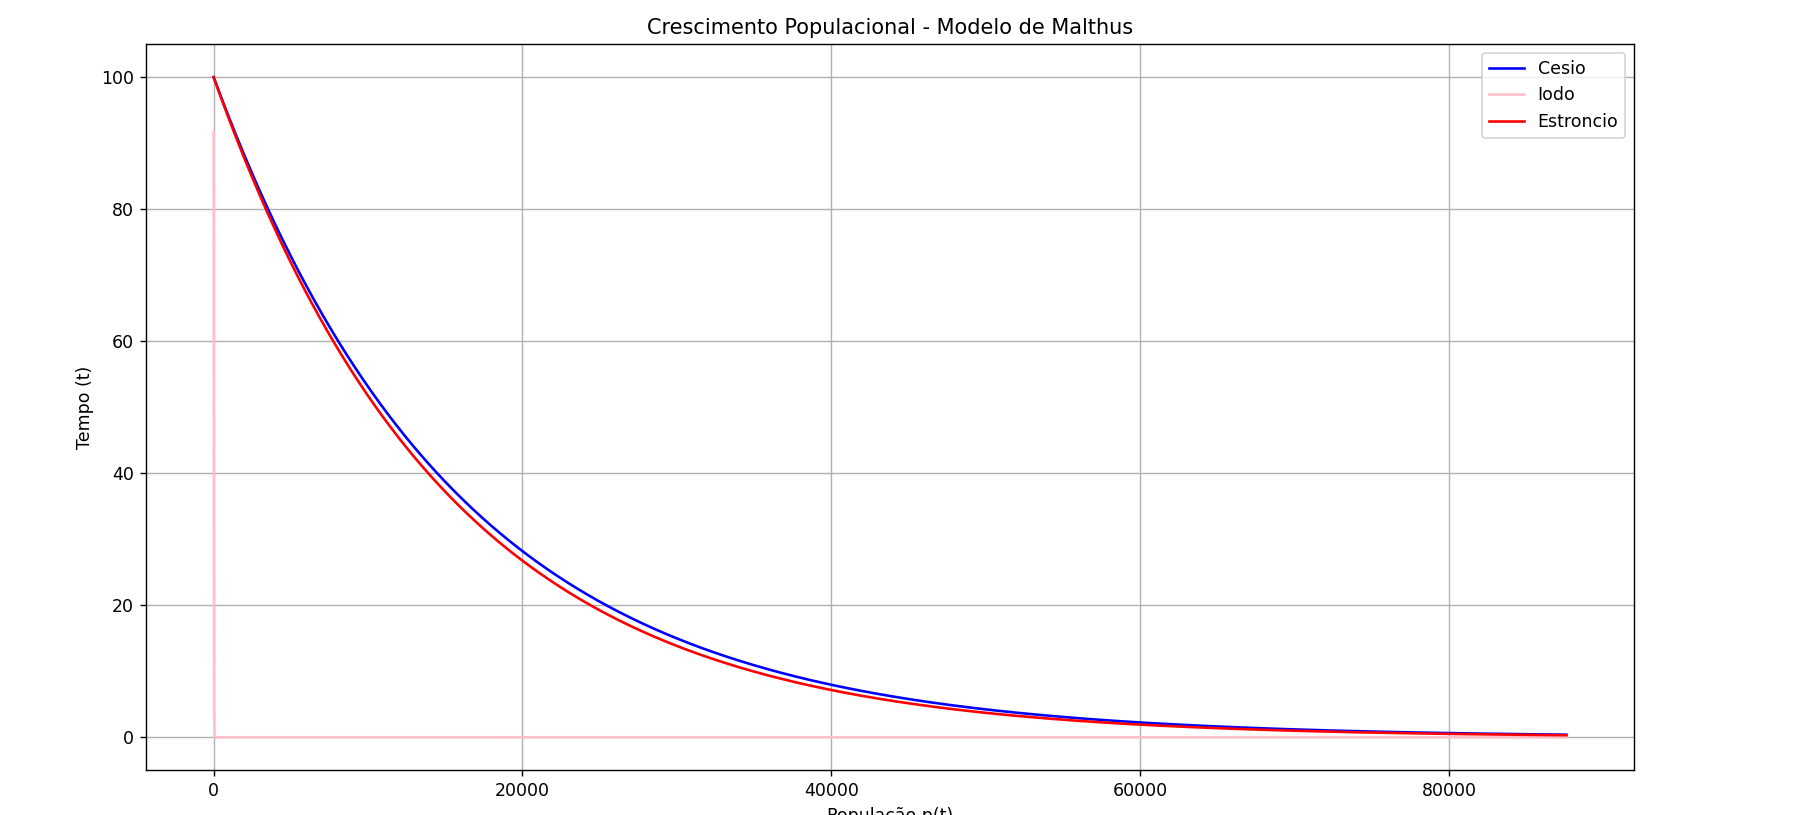 Crescimento Populacional - Modelo de Malthus
Cesio
Iodo
Estroncio
100
80
60
40
20
0
Tempo (t)
0 20000 40000 60000 80000
População p(t)